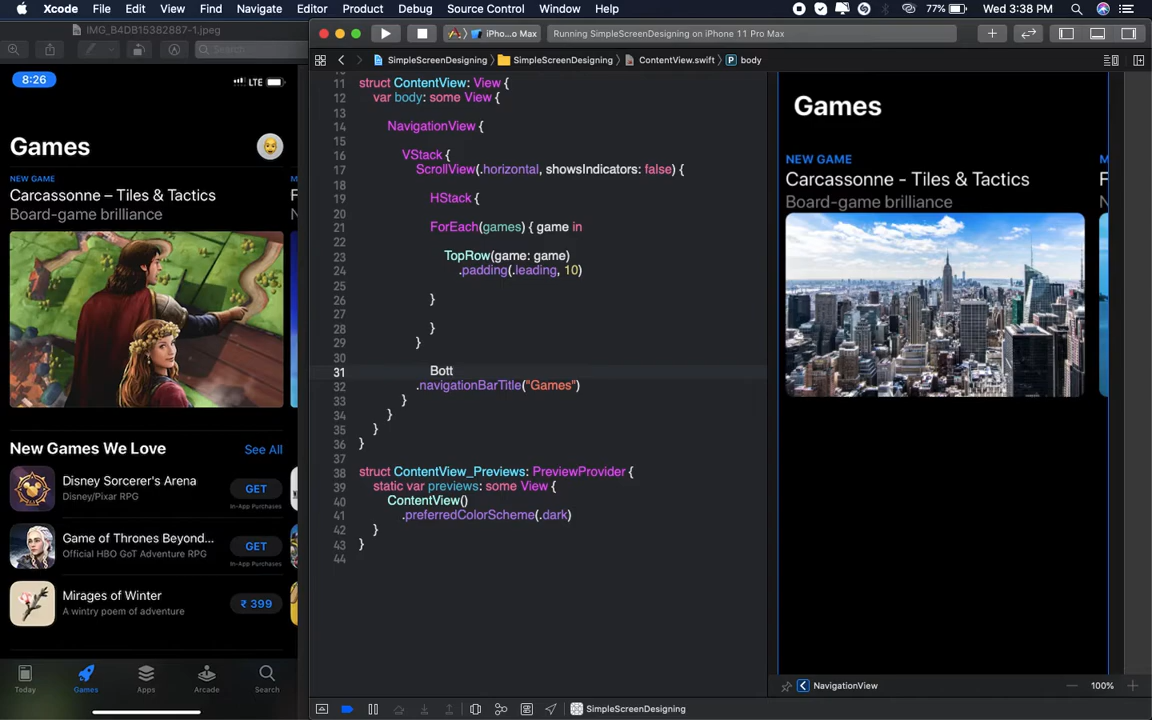 Xcode File Edit View Find Navigate Editor Product Debug Source Control Window Help 77% Wed 3:38 PM
IMG_B4DB15382887-1.jpeg
Search
iPho...o Max Running SimpleScreenDesigning on iPhone 11 Pro Max
SimpleScreenDesigning SimpleScreenDesigning ContentView.swift P body
8:26 LTE
Games
NEW GAME
Carcassonne – Tiles & Tactics
Board-game brilliance
New Games We Love See All
Disney Sorcerer's Arena
Disney/Pixar RPG
GET
In-App Purchases
Game of Thrones Beyond...
Official HBO GoT Adventure RPG
GET
In-App Purchases
Mirages of Winter
A wintry poem of adventure
₹ 399
Today Games Apps Arcade Search
11 struct ContentView: View {
12 var body: some View {
13
14 NavigationView {
15
16 VStack {
17 ScrollView(.horizontal, showsIndicators: false) {
18
19 HStack {
20
21 ForEach(games) { game in
22
23 TopRow(game: game)
24 .padding(.leading, 10)
25
26 }
27
28 }
29 }
30
31 Bott
32 .navigationBarTitle("Games")
33 }
34 }
35 }
36 }
37
38 struct ContentView_Previews: PreviewProvider {
39 static var previews: some View {
40 ContentView()
41 .preferredColorScheme(.dark)
42 }
43 }
44
Games
NEW GAME M
Carcassonne - Tiles & Tactics F
Board-game brilliance N
NavigationView 100%
SimpleScreenDesigning